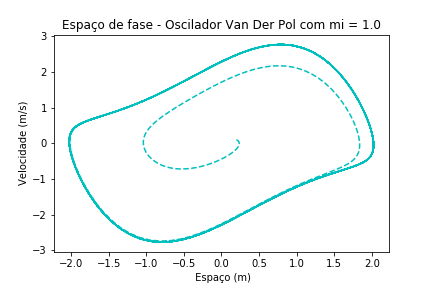 Espaço de fase - Oscilador Van Der Pol com mi = 1.0
3
2
1
0
−1
−2
−3
Velocidade (m/s)
−2.0 −1.5 −1.0 −0.5 0.0 0.5 1.0 1.5 2.0
Espaço (m)